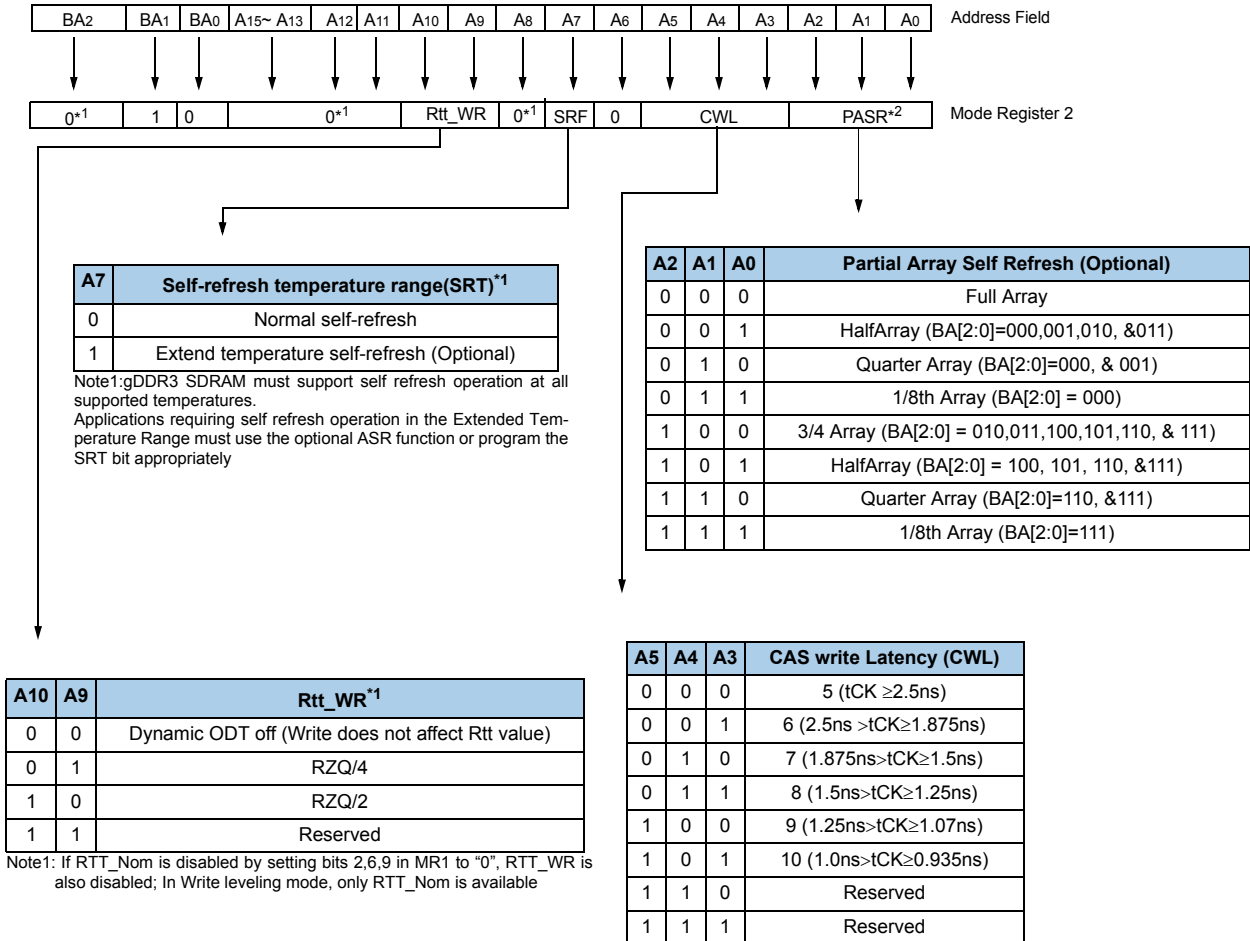 BA2 BA1 BA0 A15~ A13 A12 A11 A10 A9 A8 A7 A6 A5 A4 A3 A2 A1 A0 Address Field
0*1 1 0 0*1 Rtt_WR 0*1 SRF 0 CWL PASR*2 Mode Register 2
A7 Self-refresh temperature range(SRT)*1
0 Normal self-refresh
1 Extend temperature self-refresh (Optional)
Note1:gDDR3 SDRAM must support self refresh operation at all
supported temperatures.
Applications requiring self refresh operation in the Extended Tem-
perature Range must use the optional ASR function or program the
SRT bit appropriately
A2 A1 A0 Partial Array Self Refresh (Optional)
0 0 0 Full Array
0 0 1 HalfArray (BA[2:0]=000,001,010, &011)
0 1 0 Quarter Array (BA[2:0]=000, & 001)
0 1 1 1/8th Array (BA[2:0] = 000)
1 0 0 3/4 Array (BA[2:0] = 010,011,100,101,110, & 111)
1 0 1 HalfArray (BA[2:0] = 100, 101, 110, &111)
1 1 0 Quarter Array (BA[2:0]=110, &111)
1 1 1 1/8th Array (BA[2:0]=111)
A10 A9 Rtt_WR*1
0 0 Dynamic ODT off (Write does not affect Rtt value)
0 1 RZQ/4
1 0 RZQ/2
1 1 Reserved
Note1: If RTT_Nom is disabled by setting bits 2,6,9 in MR1 to “0”, RTT_WR is
also disabled; In Write leveling mode, only RTT_Nom is available
A5 A4 A3 CAS write Latency (CWL)
0 0 0 5 (tCK ≥2.5ns)
0 0 1 6 (2.5ns >tCK≥1.875ns)
0 1 0 7 (1.875ns>tCK≥1.5ns)
0 1 1 8 (1.5ns>tCK≥1.25ns)
1 0 0 9 (1.25ns>tCK≥1.07ns)
1 0 1 10 (1.0ns>tCK≥0.935ns)
1 1 0 Reserved
1 1 1 Reserved